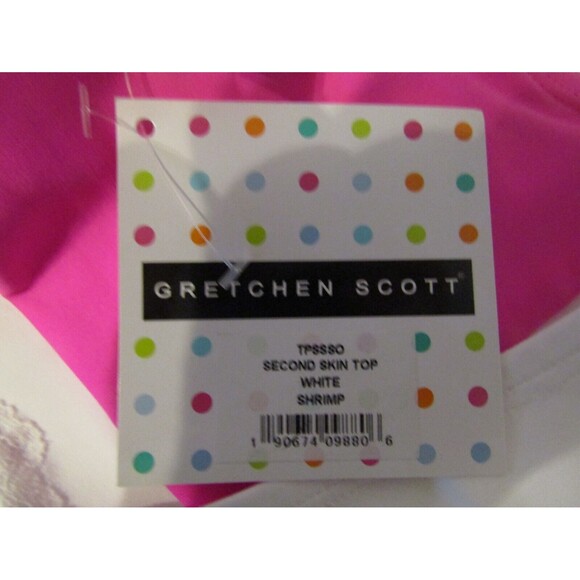 GRETCHEN SCOTT®
TPSSSO
SECOND SKIN TOP
WHITE
SHRIMP
1 90674 09880 6